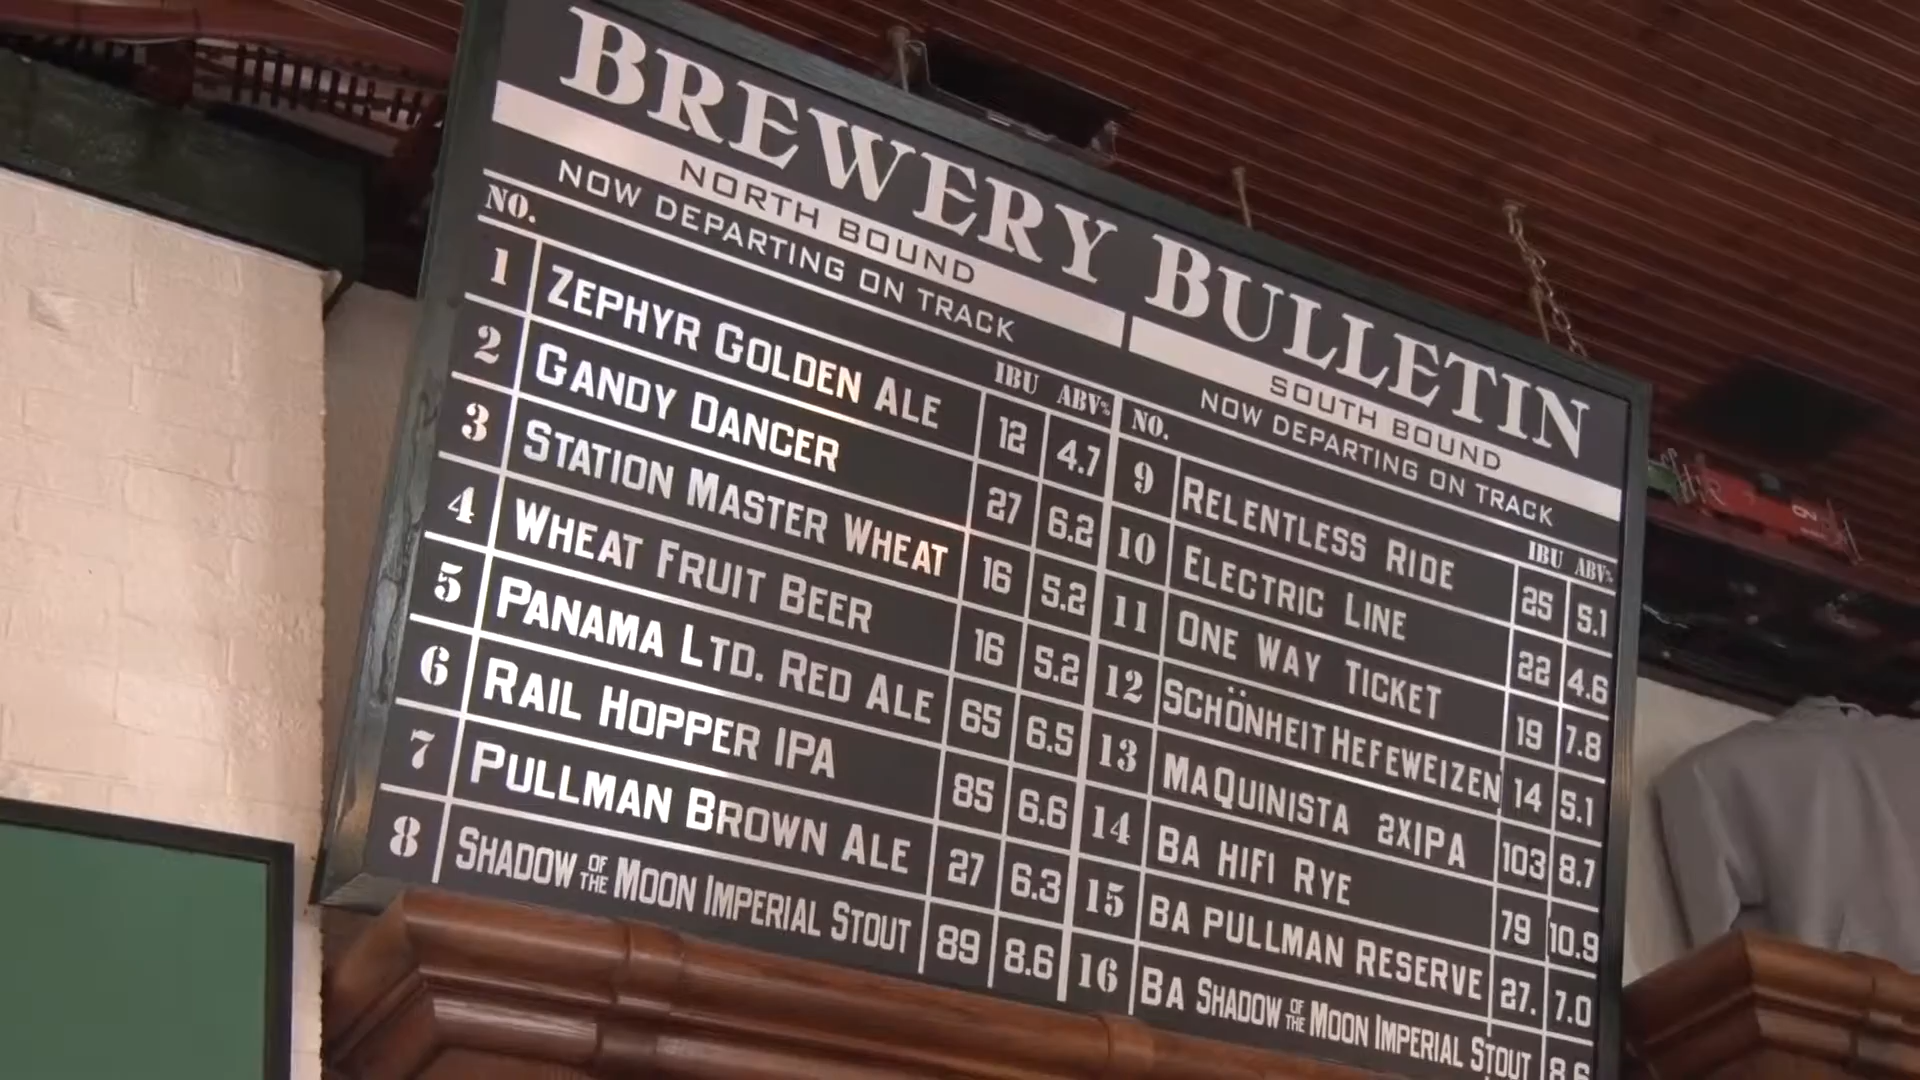 BREWERY BULLETIN
NORTH BOUND
NOW DEPARTING ON TRACK
NO. IBU ABV%
1 ZEPHYR GOLDEN ALE 12 4.7
2 GANDY DANCER 27 6.2
3 STATION MASTER WHEAT 16 5.2
4 WHEAT FRUIT BEER 16 5.2
5 PANAMA LTD. RED ALE 65 6.5
6 RAIL HOPPER IPA 85 6.6
7 PULLMAN BROWN ALE 27 6.3
8 SHADOW OF THE MOON IMPERIAL STOUT 89 8.6
SOUTH BOUND
NOW DEPARTING ON TRACK
NO. IBU ABV%
9 RELENTLESS RIDE 25 5.1
10 ELECTRIC LINE 22 4.6
11 ONE WAY TICKET 19 7.8
12 SCHÖNHEIT HEFEWEIZEN 14 5.1
13 MAQUINISTA 2XIPA 103 8.7
14 BA HIFI RYE 79 10.9
15 BA PULLMAN RESERVE 27. 7.0
16 BA SHADOW OF THE MOON IMPERIAL STOUT 8.6